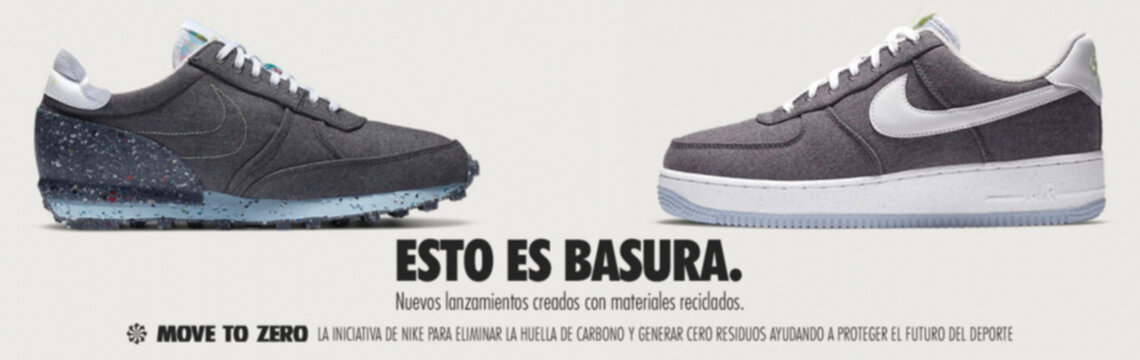 ESTO ES BASURA.
Nuevos lanzamientos creados con materiales reciclados.
MOVE TO ZERO LA INICIATIVA DE NIKE PARA ELIMINAR LA HUELLA DE CARBONO Y GENERAR CERO RESIDUOS AYUDANDO A PROTEGER EL FUTURO DEL DEPORTE